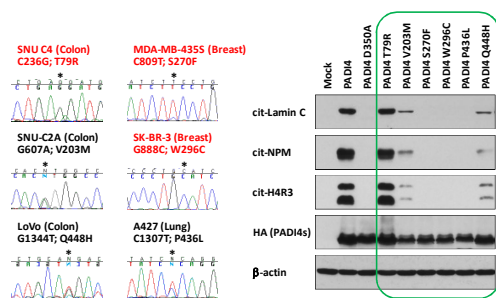 SNU C4 (Colon)
C236G; T79R
*
MDA-MB-435S (Breast)
C809T; S270F
*
SNU-C2A (Colon)
G607A; V203M
*
SK-BR-3 (Breast)
G888C; W296C
*
LoVo (Colon)
G1344T; Q448H
*
A427 (Lung)
C1307T; P436L
*
Mock
PADI4
PADI4 D350A
PADI4 T79R
PADI4 V203M
PADI4 S270F
PADI4 W296C
PADI4 P436L
PADI4 Q448H
cit-Lamin C
cit-NPM
cit-H4R3
HA (PADI4s)
β-actin